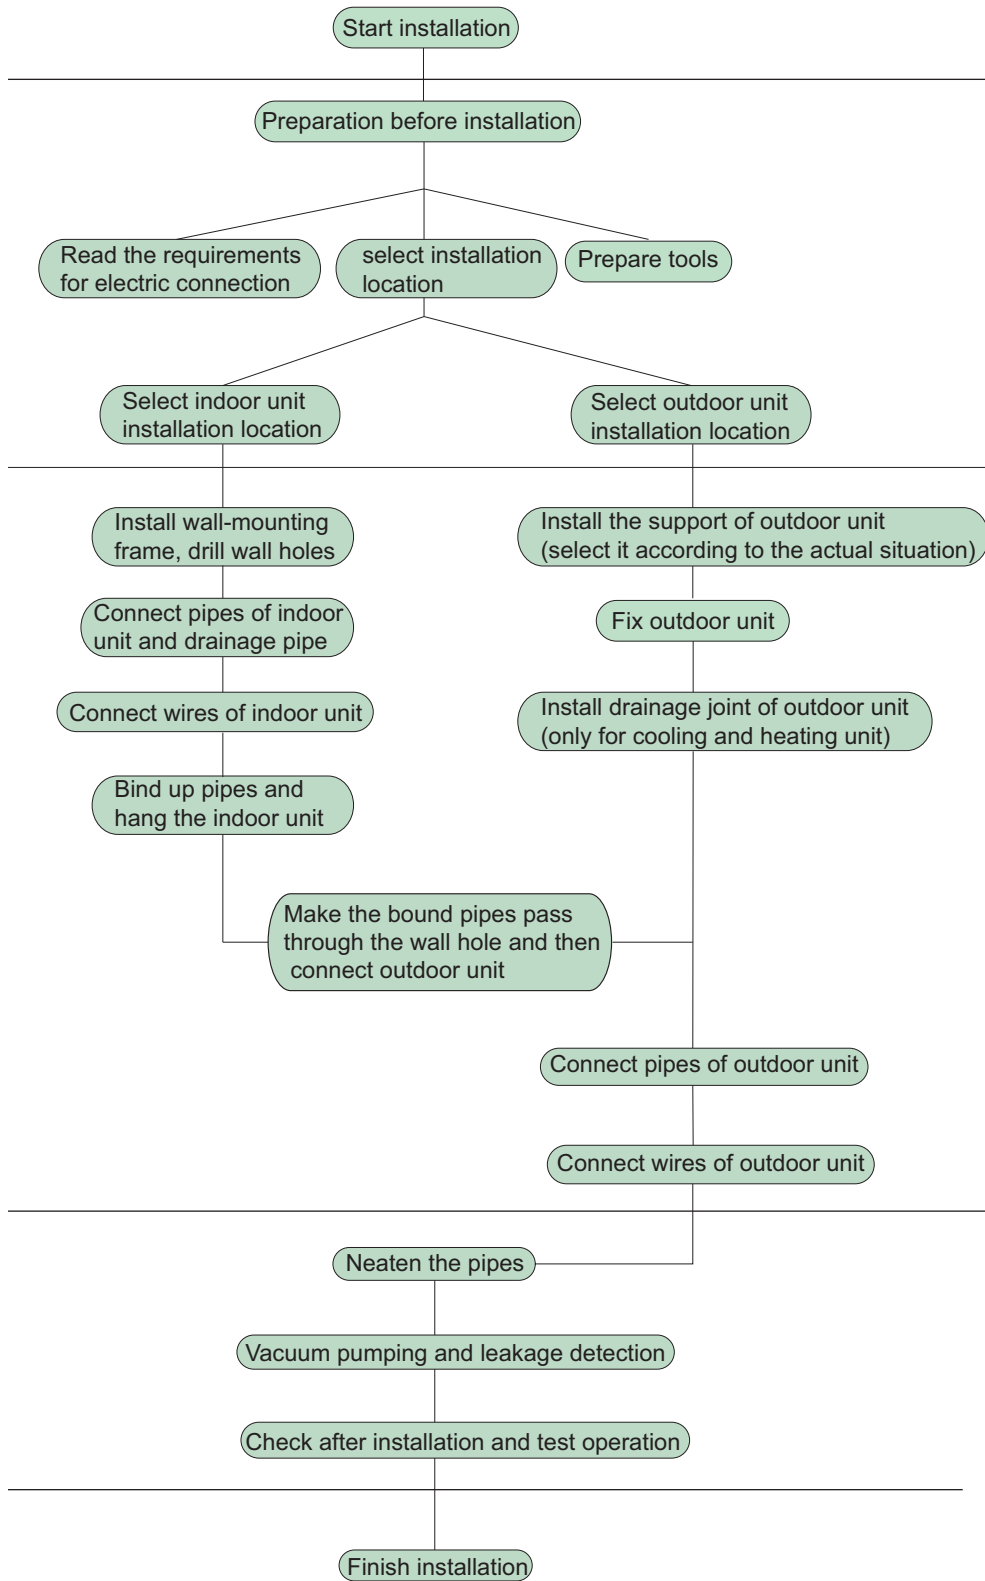 Start installation
Preparation before installation
Read the requirements
for electric connection
select installation
location
Prepare tools
Select indoor unit
installation location
Select outdoor unit
installation location
Install wall-mounting
frame, drill wall holes
Install the support of outdoor unit
(select it according to the actual situation)
Connect pipes of indoor
unit and drainage pipe
Fix outdoor unit
Connect wires of indoor unit
Install drainage joint of outdoor unit
(only for cooling and heating unit)
Bind up pipes and
hang the indoor unit
Make the bound pipes pass
through the wall hole and then
connect outdoor unit
Connect pipes of outdoor unit
Connect wires of outdoor unit
Neaten the pipes
Vacuum pumping and leakage detection
Check after installation and test operation
Finish installation